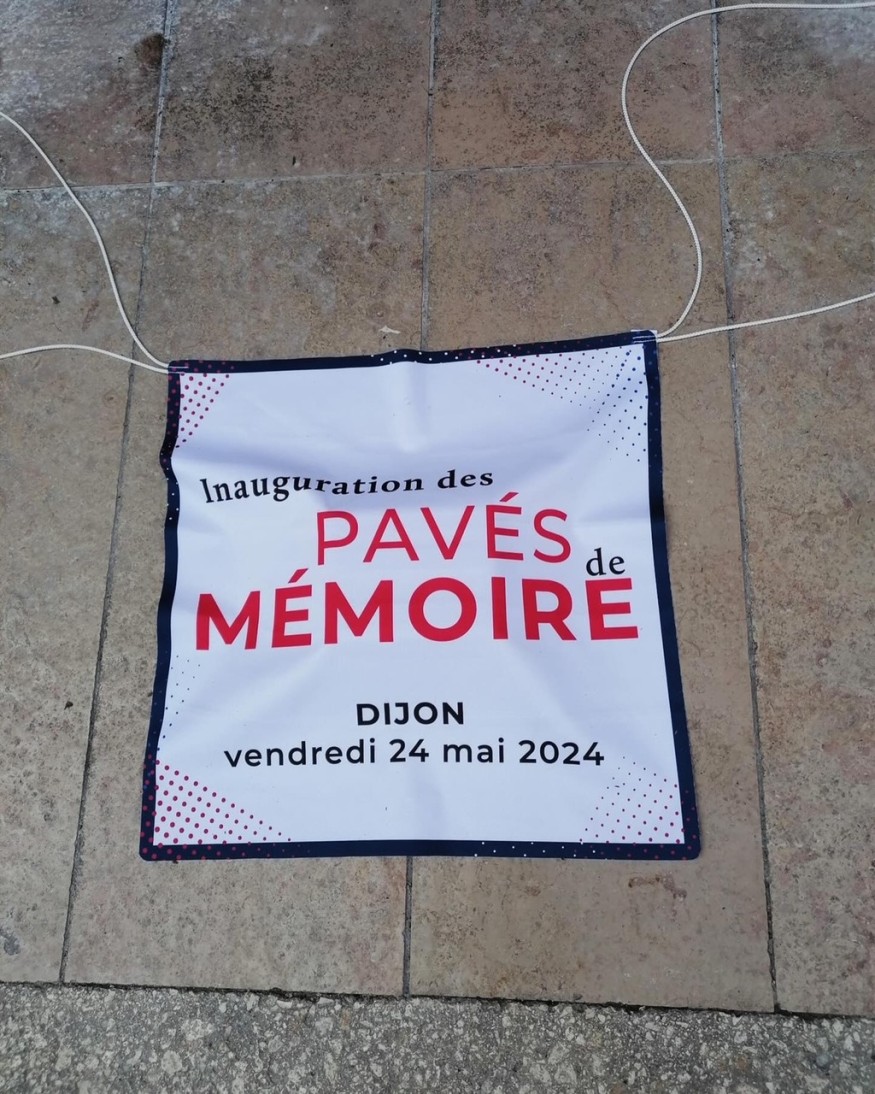 Inauguration des
PAVÉS
de
MÉMOIRE
DIJON
vendredi 24 mai 2024